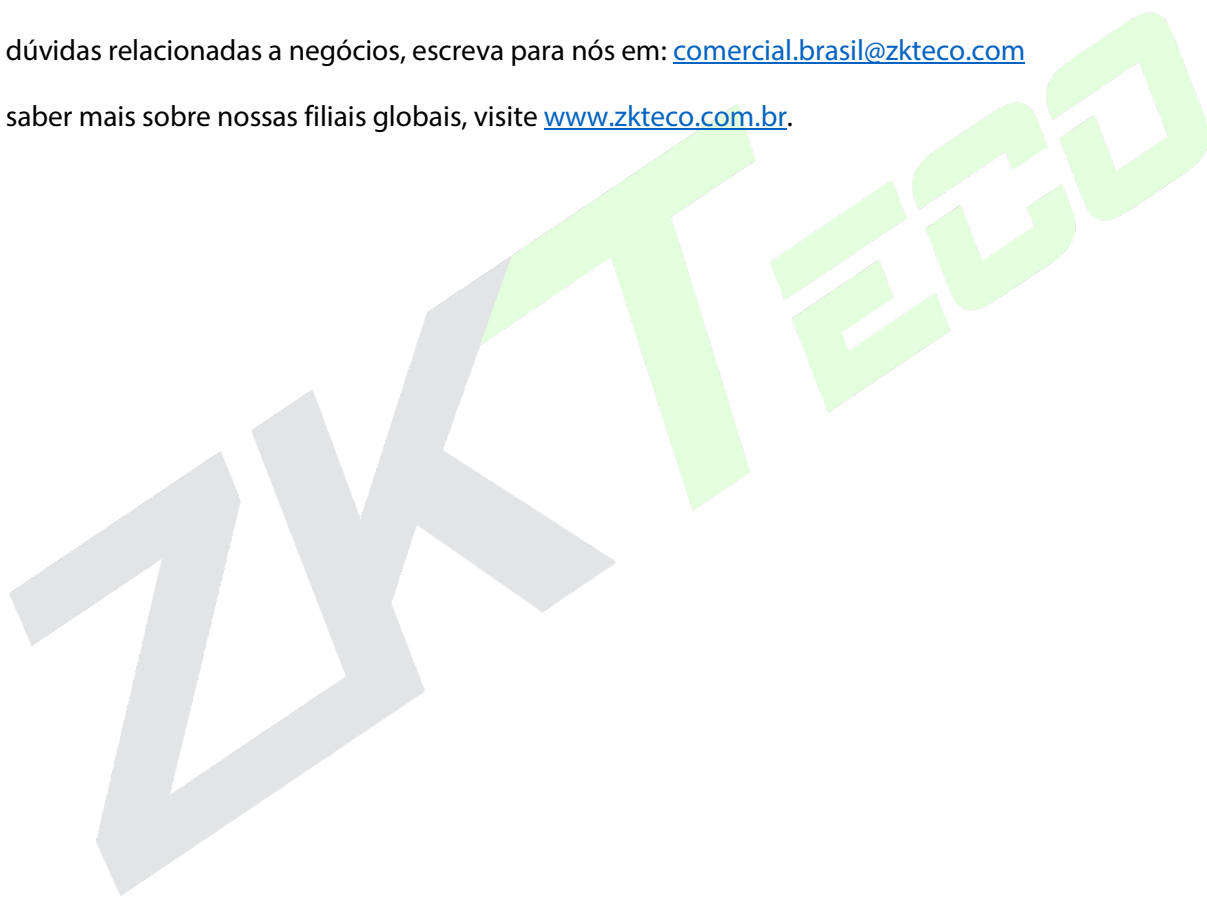 dúvidas relacionadas a negócios, escreva para nós em: comercial.brasil@zkteco.com
saber mais sobre nossas filiais globais, visite www.zkteco.com.br.
ZKTECO